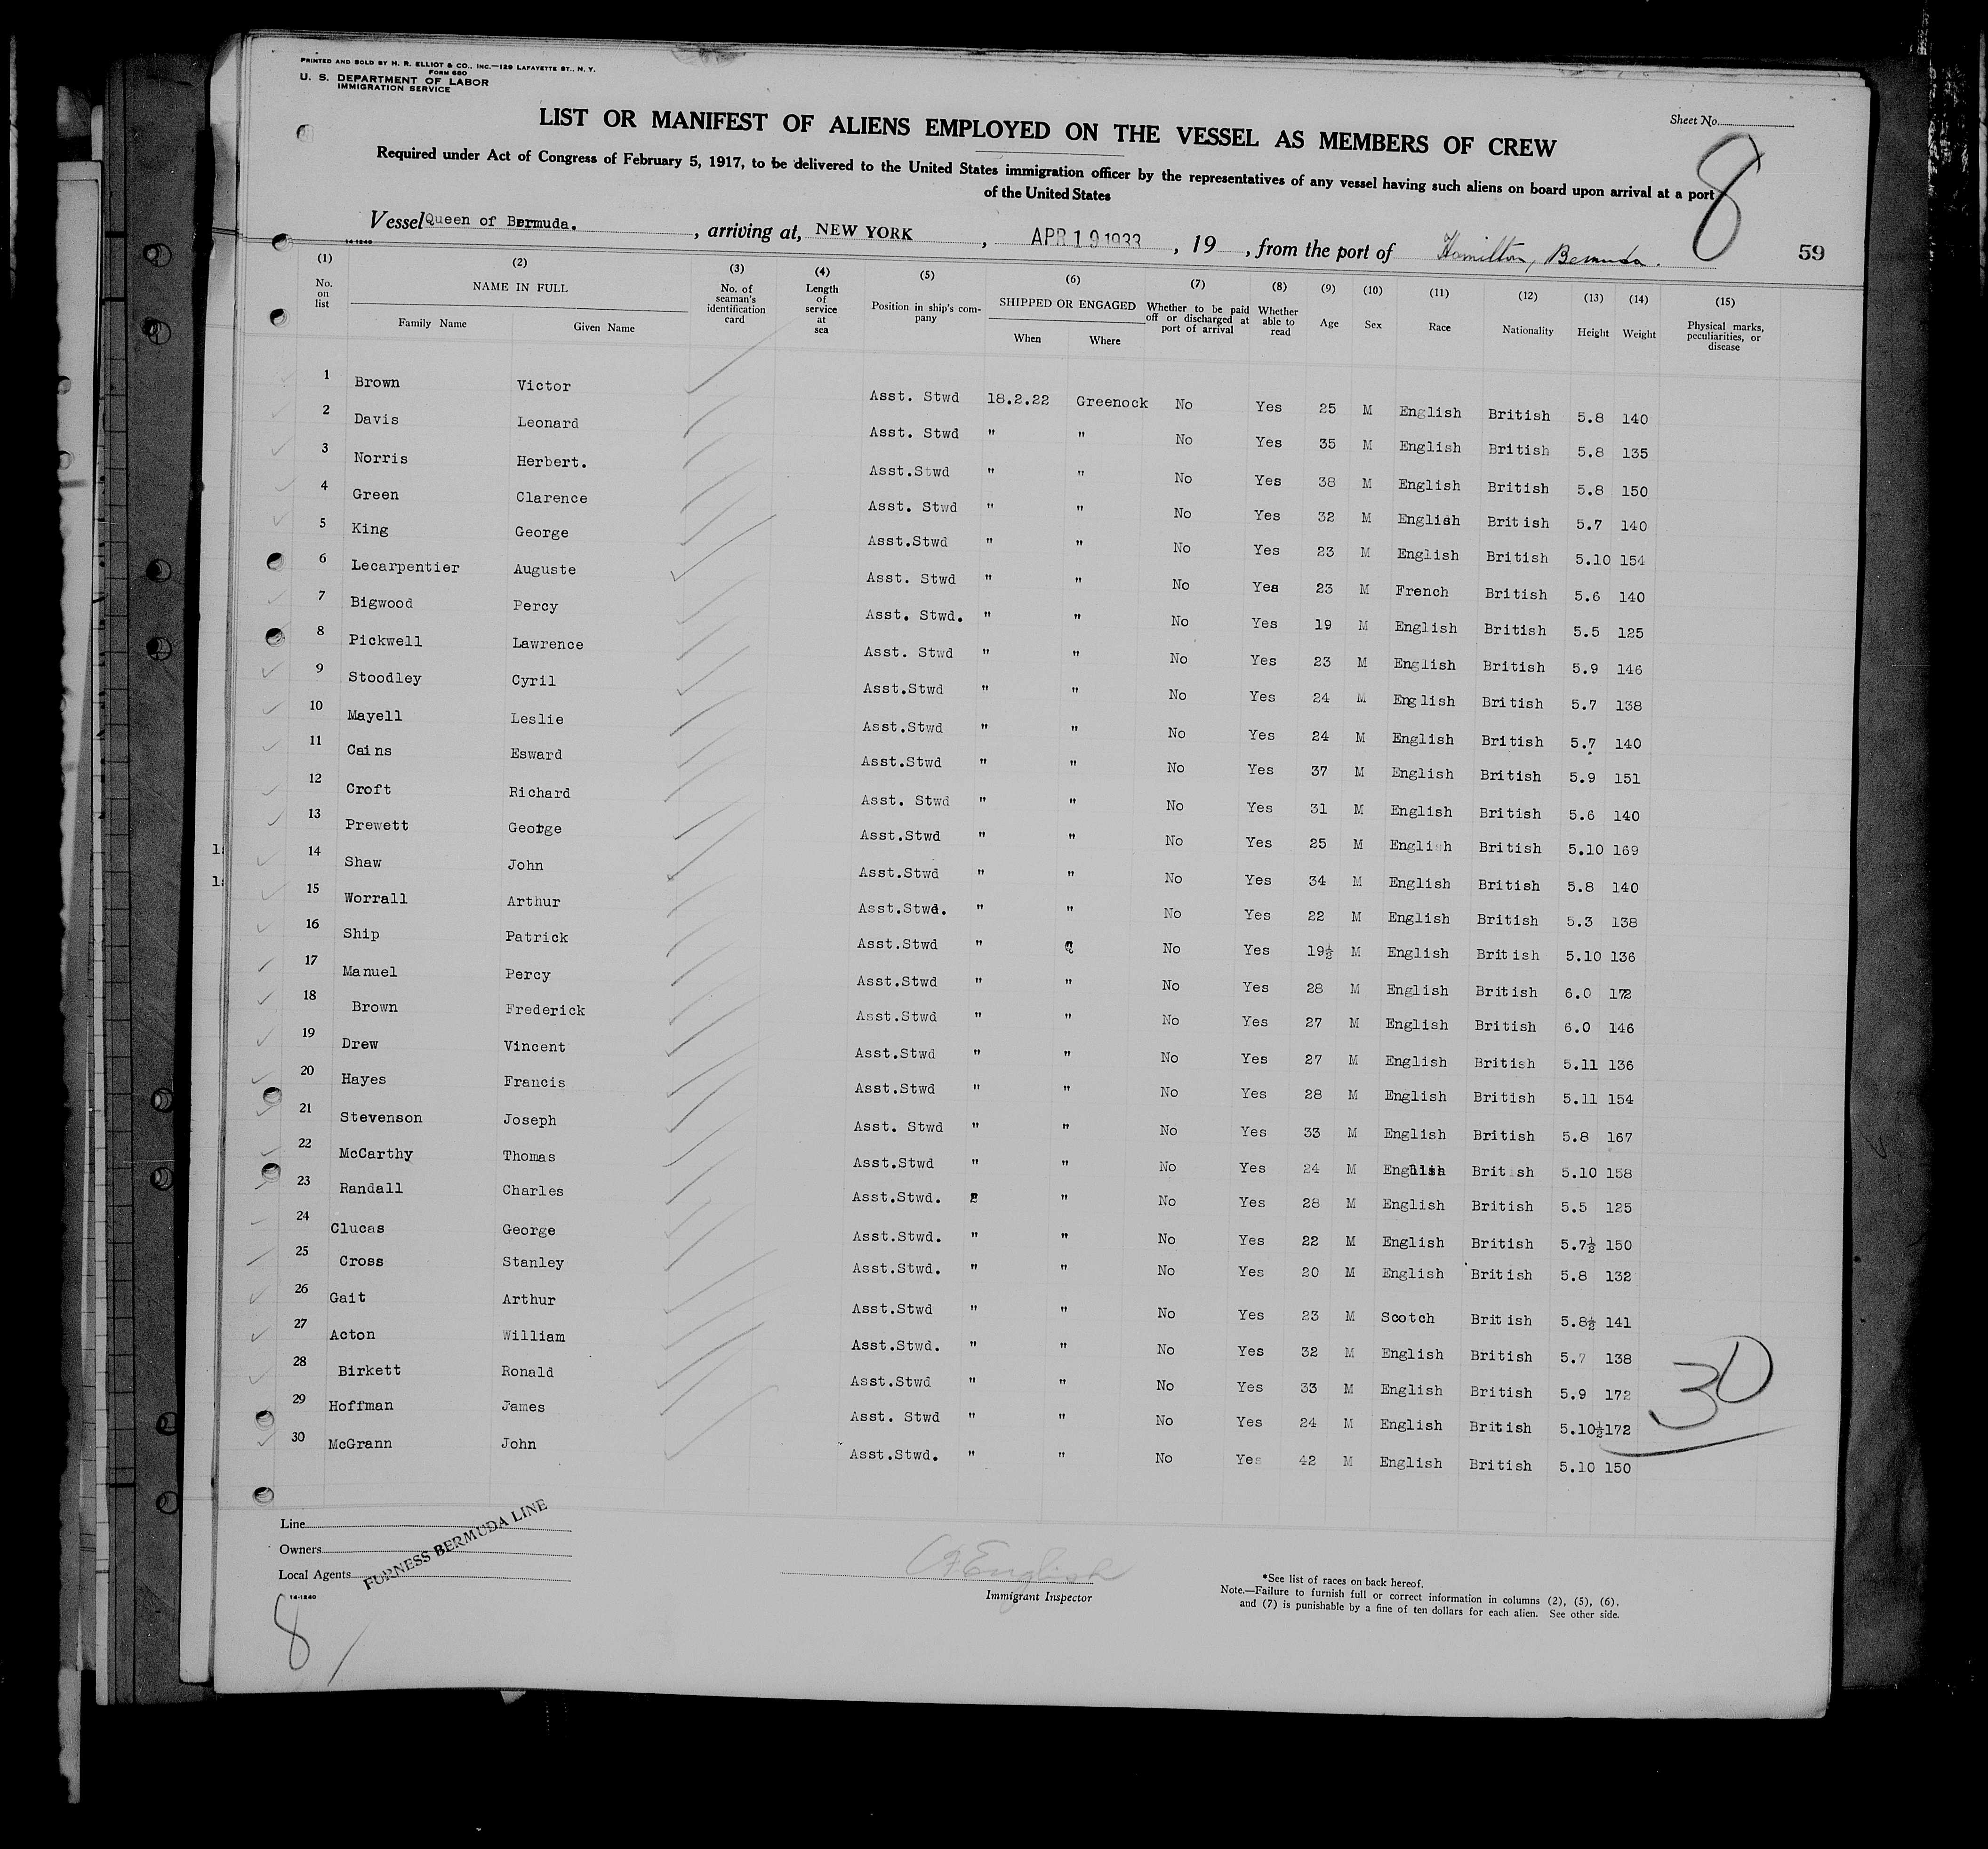 PRINTED AND SOLD BY H. R. ELLIOT & CO., INC.—129 LAFAYETTE ST., N. Y.
FORM 680
U. S. DEPARTMENT OF LABOR
IMMIGRATION SERVICE
Sheet No.
LIST OR MANIFEST OF ALIENS EMPLOYED ON THE VESSEL AS MEMBERS OF CREW
8
Required under Act of Congress of February 5, 1917, to be delivered to the United States immigration officer by the representatives of any vessel having such aliens on board upon arrival at a port
of the United States
Vessel Queen of Bermuda. , arriving at, NEW YORK , APR 19 1933 , 19 , from the port of Hamilton, Bermuda. 59
14-1240
(1) (2) (3) (4) (5) (6) (7) (8) (9) (10) (11) (12) (13) (14) (15)
No. on list NAME IN FULL Family Name Given Name No. of seaman's identification card Length of service at sea Position in ship's company SHIPPED OR ENGAGED When Where Whether to be paid off or discharged at port of arrival Whether able to read Age Sex Race Nationality Height Weight Physical marks, peculiarities, or disease
1 Brown Victor Asst. Stwd 18.2.22 Greenock No Yes 25 M English British 5.8 140
2 Davis Leonard Asst. Stwd " " No Yes 35 M English British 5.8 135
3 Norris Herbert. Asst.Stwd " " No Yes 38 M English British 5.8 150
4 Green Clarence Asst. Stwd " " No Yes 32 M English British 5.7 140
5 King George Asst.Stwd " " No Yes 23 M English British 5.10 154
6 Lecarpentier Auguste Asst. Stwd " " No Yes 23 M French British 5.6 140
7 Bigwood Percy Asst. Stwd. " " No Yes 19 M English British 5.5 125
8 Pickwell Lawrence Asst. Stwd " " No Yes 23 M English British 5.9 146
9 Stoodley Cyril Asst.Stwd " " No Yes 24 M English British 5.7 138
10 Mayell Leslie Asst.Stwd " " No Yes 24 M English British 5.7 140
11 Cains Esward Asst.Stwd " " No Yes 37 M English British 5.9 151
12 Croft Richard Asst. Stwd " " No Yes 31 M English British 5.6 140
13 Prewett George Asst.Stwd " " No Yes 25 M English British 5.10 169
14 Shaw John Asst.Stwd " " No Yes 34 M English British 5.8 140
15 Worrall Arthur Asst.Stwd. " " No Yes 22 M English British 5.3 138
16 Ship Patrick Asst.Stwd " No Yes 19½ M English British 5.10 136
17 Manuel Percy Asst.Stwd " " No Yes 28 M English British 6.0 172
18 Brown Frederick Asst.Stwd " " No Yes 27 M English British 6.0 146
19 Drew Vincent Asst.Stwd " " No Yes 27 M English British 5.11 136
20 Hayes Francis Asst.Stwd " " No Yes 28 M English British 5.11 154
21 Stevenson Joseph Asst. Stwd " " No Yes 33 M English British 5.8 167
22 McCarthy Thomas Asst.Stwd " " No Yes 24 M English British 5.10 158
23 Randall Charles Asst.Stwd. " No Yes 28 M English British 5.5 125
24 Clucas George Asst.Stwd. " " No Yes 22 M English British 5.7½ 150
25 Cross Stanley Asst.Stwd. " " No Yes 20 M English British 5.8 132
26 Gait Arthur Asst.Stwd " " No Yes 23 M Scotch British 5.8½ 141
27 Acton William Asst.Stwd. " " No Yes 32 M English British 5.7 138
28 Birkett Ronald Asst.Stwd " " No Yes 33 M English British 5.9 172
29 Hoffman James Asst. Stwd " " No Yes 24 M English British 5.10½ 172
30 McGrann John Asst.Stwd. " " No Yes 42 M English British 5.10 150
30
Line
Owners
Local Agents
FURNESS BERMUDA LINE
14-1240
English
Immigrant Inspector
*See list of races on back hereof.
Note.—Failure to furnish full or correct information in columns (2), (5), (6),
and (7) is punishable by a fine of ten dollars for each alien. See other side.
8